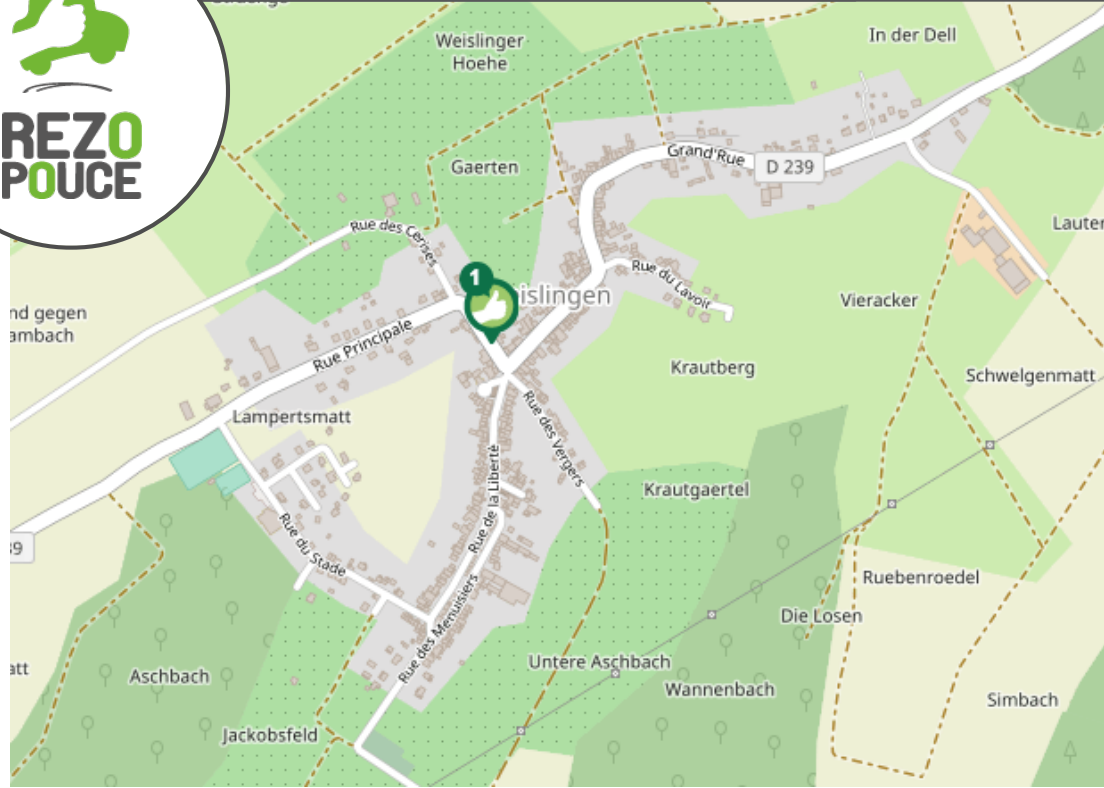 Weislinger
Hoehe
In der Dell
REZO
POUCE
Gaerten
Grand'Rue
D 239
Rue des Cerises
Lauter
Rue du Lavoir
1
islingen
Vieracker
nd gegen
ambach
Rue Principale
Krautberg
Schwelgenmatt
Lampertsmatt
Rue des Vergers
Rue de la Liberté
Krautgaertel
39
Rue du Stade
Ruebenroedel
Die Losen
Rue des Menuisiers
Untere Aschbach
att
Aschbach
Wannenbach
Simbach
Jackobsfeld